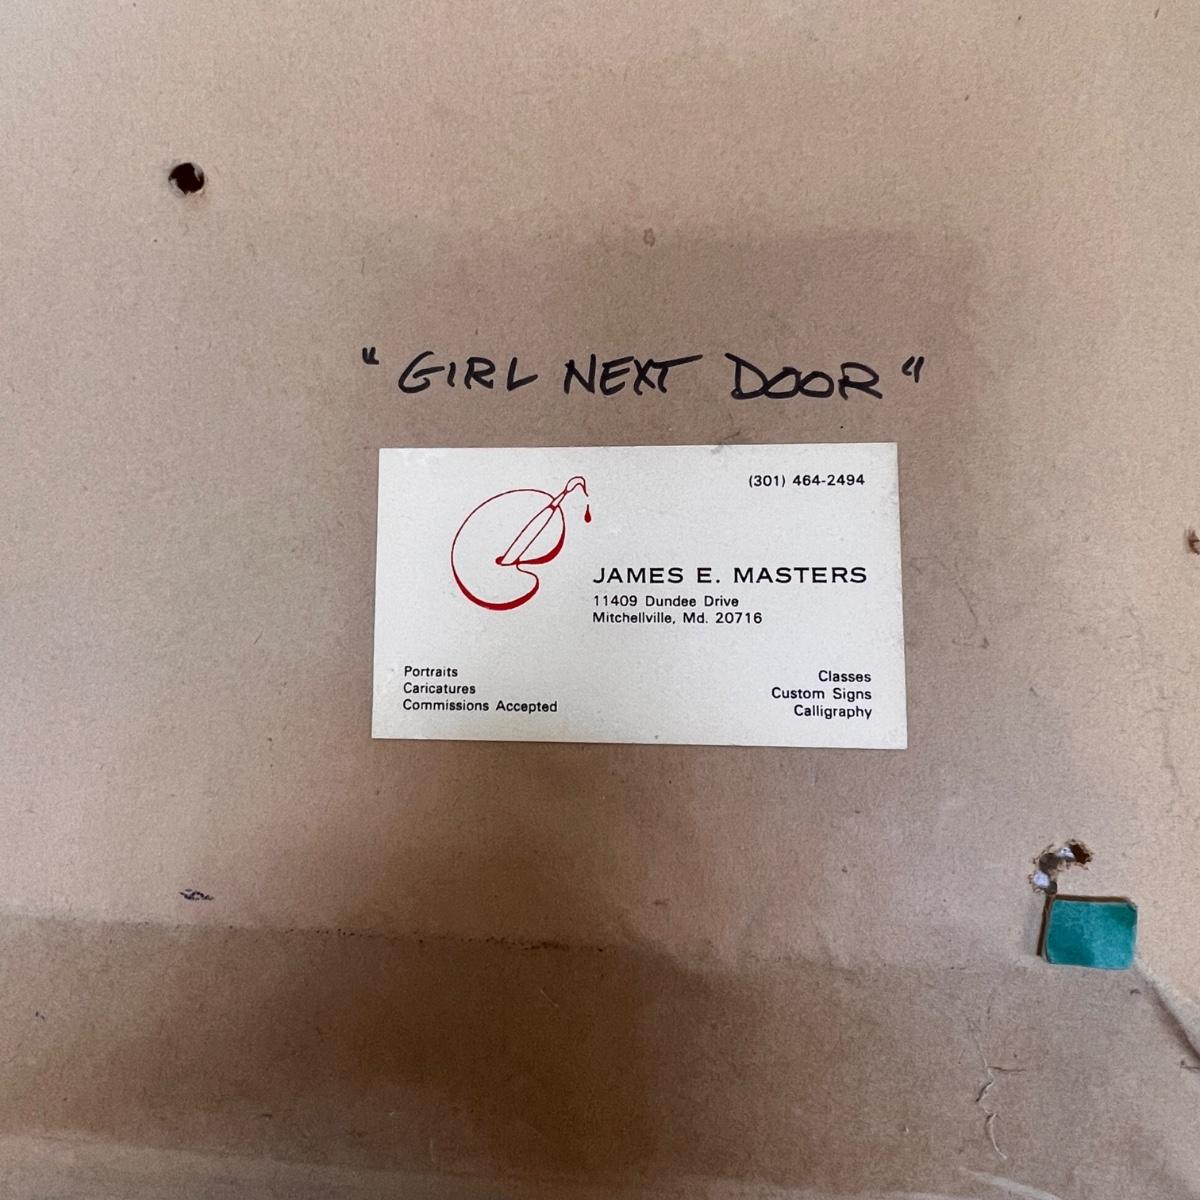 "GIRL NEXT DOOR"
(301) 464-2494
JAMES E. MASTERS
11409 Dundee Drive
Mitchellville, Md. 20716
Portraits
Caricatures
Commissions Accepted
Classes
Custom Signs
Calligraphy